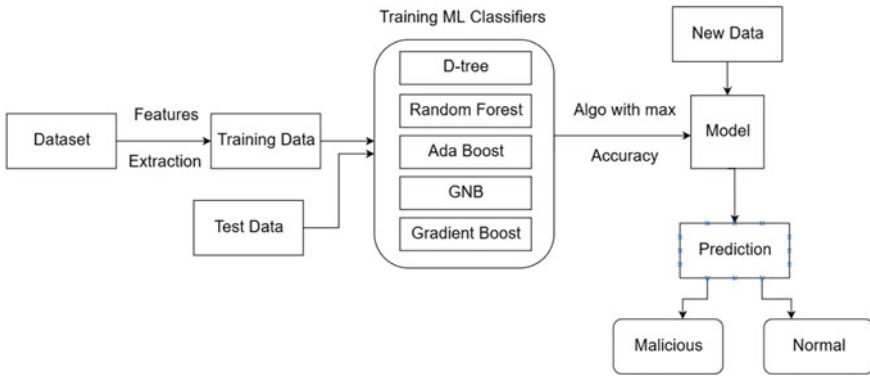 Training ML Classifiers
New Data
D-tree
Random Forest
Ada Boost
GNB
Gradient Boost
Dataset
Features
Extraction
Training Data
Test Data
Algo with max
Accuracy
Model
Prediction
Malicious
Normal